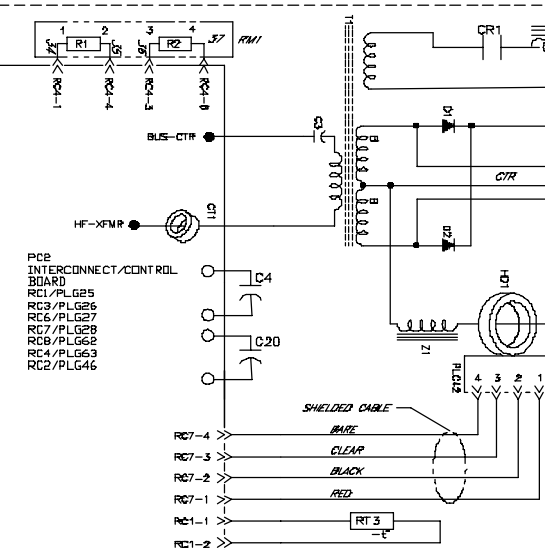 1 2 3 4 37 RM1
R1 R2
34 35 36
RC4-1 RC4-4 RC4-3 RC4-6
T1
CR1
BUS-CTR
C3
D1
CTR
HF-XFMR
CT1
D2
PC2
INTERCONNECT/CONTROL
BOARD
RC1/PLG25
RC3/PLG26
RC6/PLG27
RC7/PLG28
RC8/PLG62
RC4/PLG63
RC2/PLG46
C4
C20
HD1
Z1
PLG42
4 3 2 1
SHIELDED CABLE
RC7-4 BARE
RC7-3 CLEAR
RC7-2 BLACK
RC7-1 RED
RC1-1 RT3
-t°
RC1-2